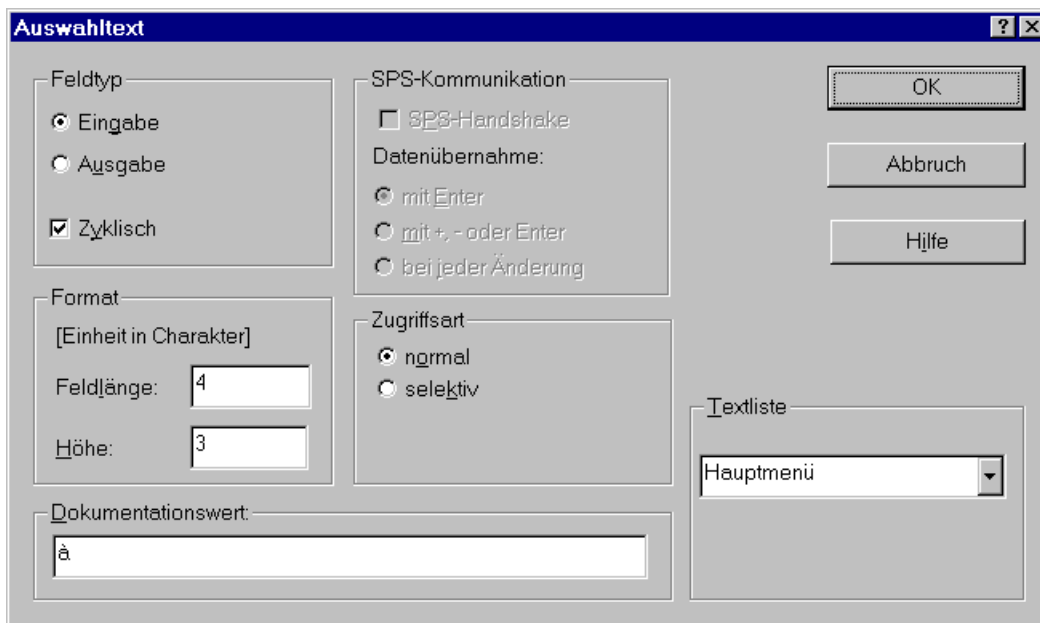 Auswahltext
Feldtyp
Eingabe
Ausgabe
Zyklisch
SPS-Kommunikation
SPS-Handshake
Datenübernahme:
mit Enter
mit +, - oder Enter
bei jeder Änderung
OK
Abbruch
Hilfe
Format
[Einheit in Charakter]
Feldlänge: 4
Höhe: 3
Zugriffsart
normal
selektiv
Textliste
Hauptmenü
Dokumentationswert:
à